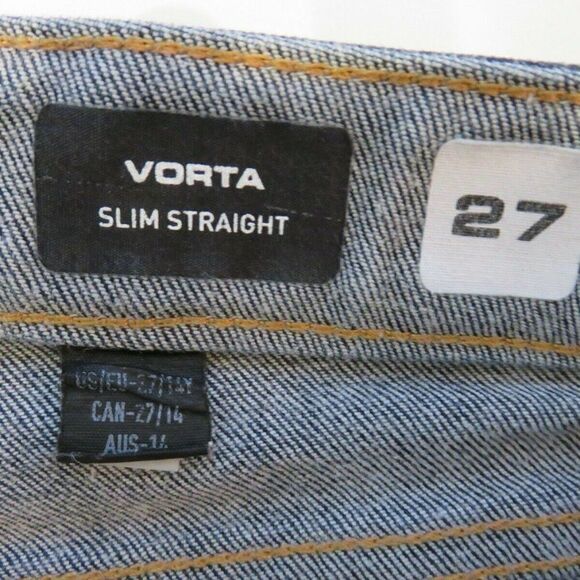 VORTA
SLIM STRAIGHT
27
US/EU-27/14Y
CAN-27/14
AUS-14